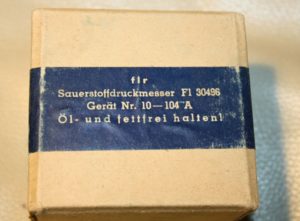 für
Sauerstoffdruckmesser Fl 30496
Gerät Nr. 10—104 A
Öl- und fettfrei halten!